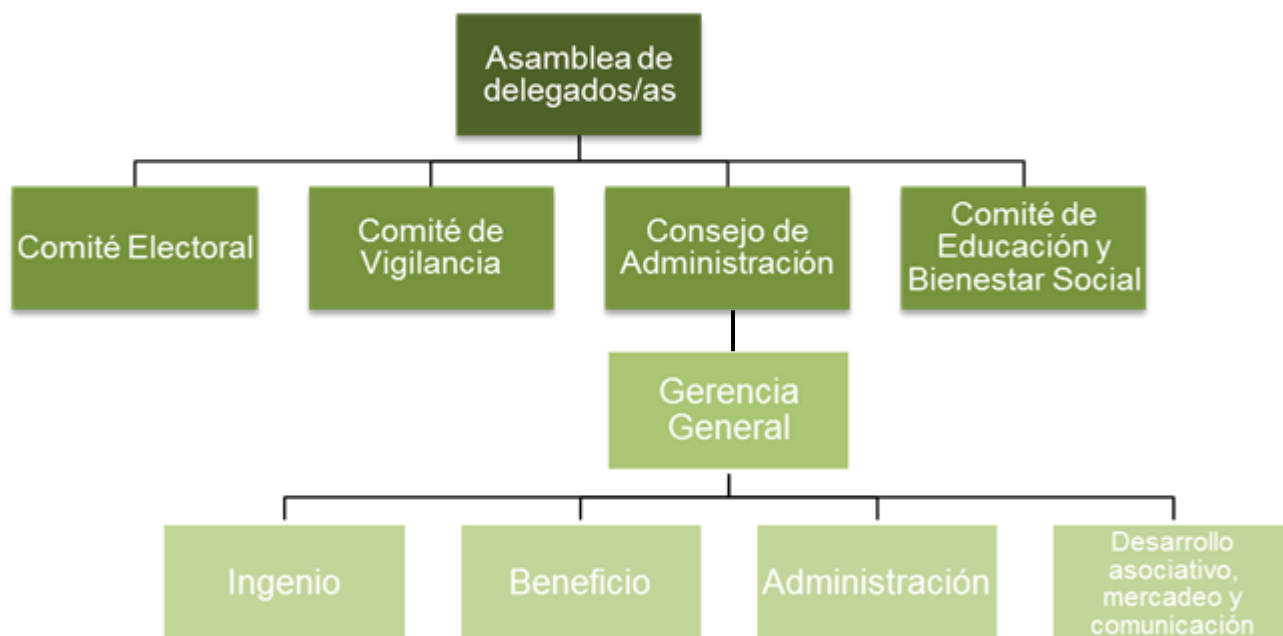 Asamblea de
delegados/as
Comité Electoral
Comité de
Vigilancia
Consejo de
Administración
Comité de
Educación y
Bienestar Social
Gerencia
General
Ingenio
Beneficio
Administración
Desarrollo
asociativo,
mercadeo y
comunicación